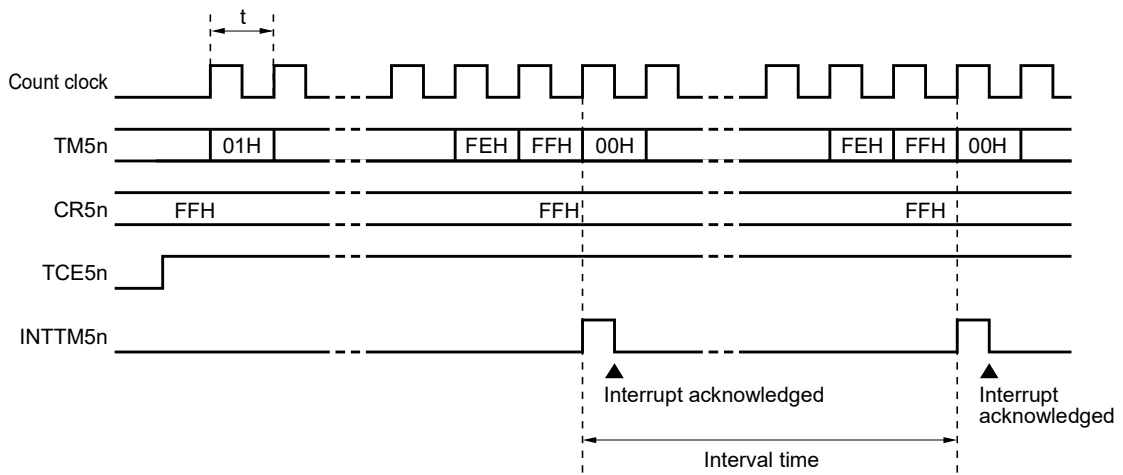 t
Count clock
TM5n 01H FEH FFH 00H FEH FFH 00H
CR5n FFH FFH FFH
TCE5n
INTTM5n
Interrupt acknowledged
Interrupt
acknowledged
Interval time